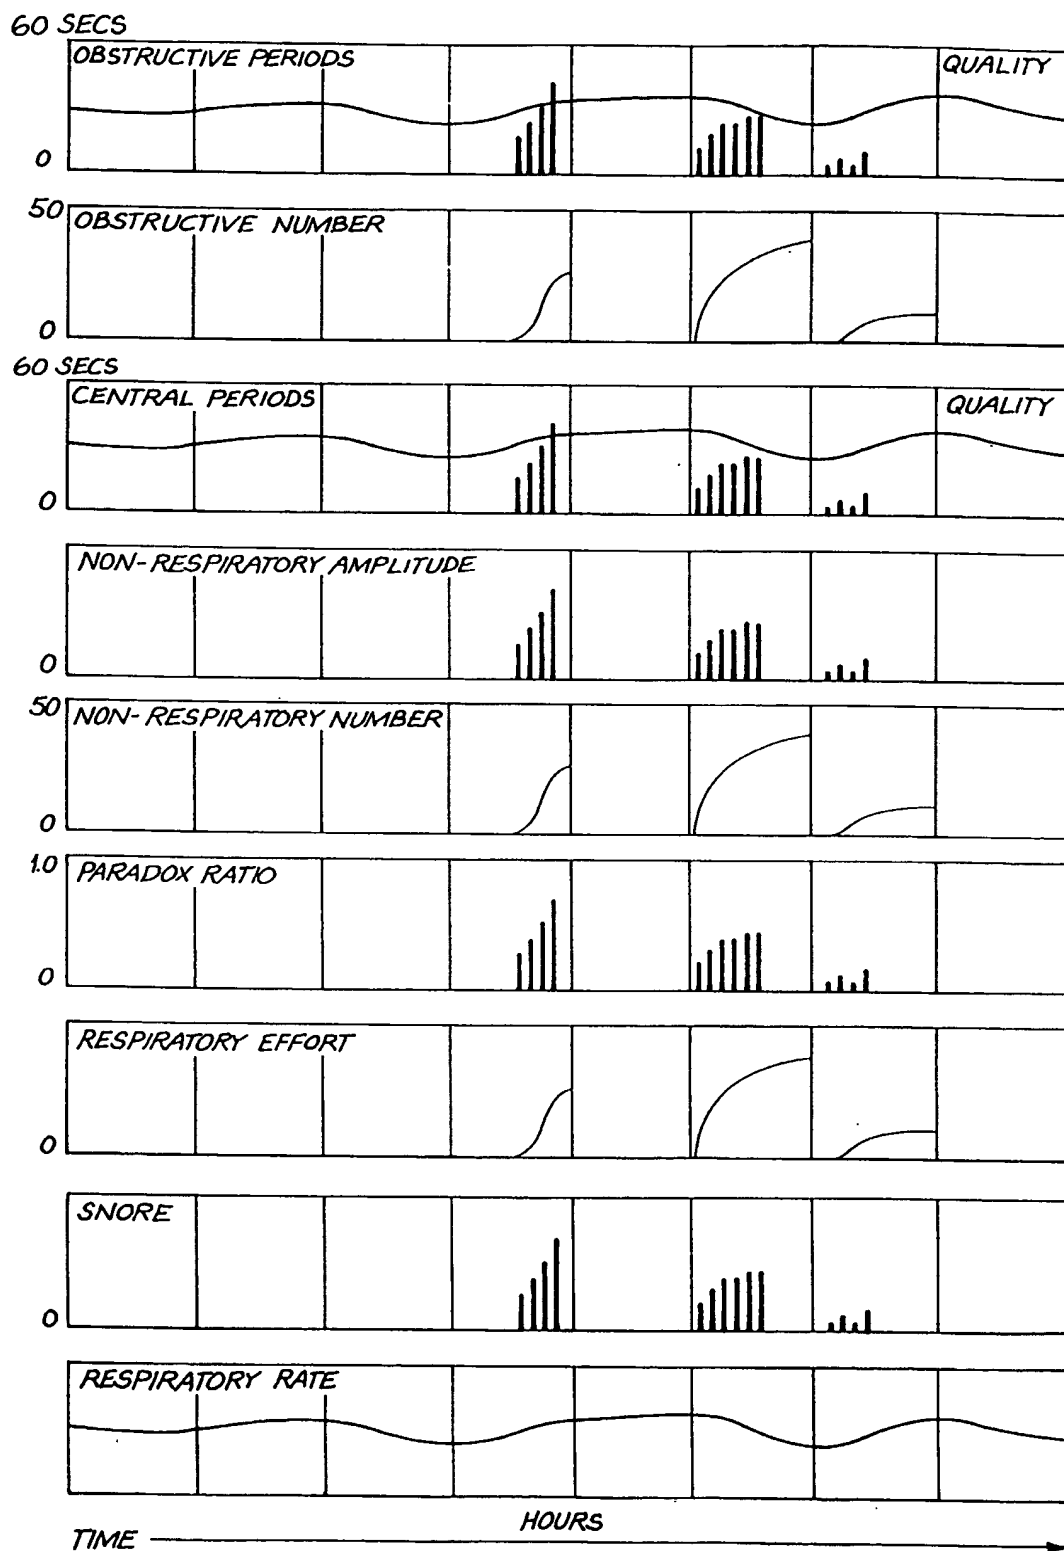 60 SECS
OBSTRUCTIVE PERIODS QUALITY
0
50
OBSTRUCTIVE NUMBER
0
60 SECS
CENTRAL PERIODS QUALITY
0
NON-RESPIRATORY AMPLITUDE
0
50
NON-RESPIRATORY NUMBER
0
1.0
PARADOX RATIO
0
RESPIRATORY EFFORT
0
SNORE
0
RESPIRATORY RATE
HOURS
TIME